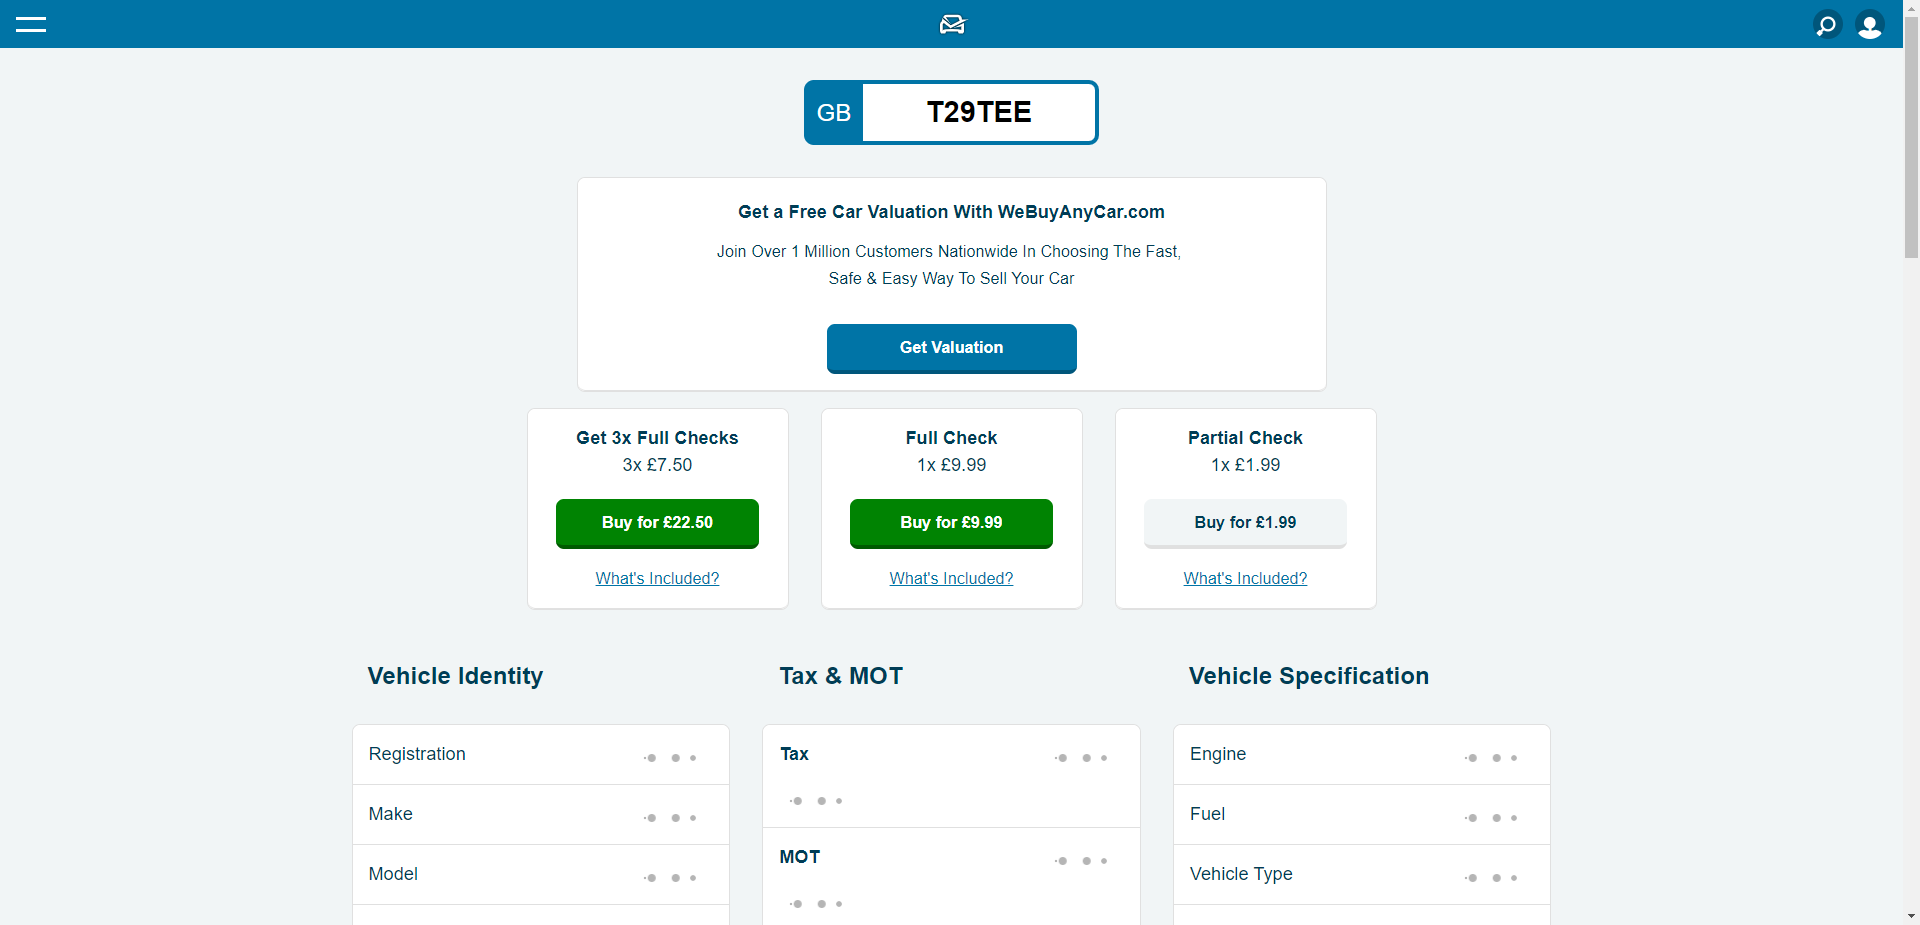 GB T29TEE
Get a Free Car Valuation With WeBuyAnyCar.com
Join Over 1 Million Customers Nationwide In Choosing The Fast,
Safe & Easy Way To Sell Your Car
Get Valuation
Get 3x Full Checks
3x £7.50
Buy for £22.50
What's Included?
Full Check
1x £9.99
Buy for £9.99
What's Included?
Partial Check
1x £1.99
Buy for £1.99
What's Included?
Vehicle Identity
Registration
Make
Model
Tax & MOT
Tax
MOT
Vehicle Specification
Engine
Fuel
Vehicle Type